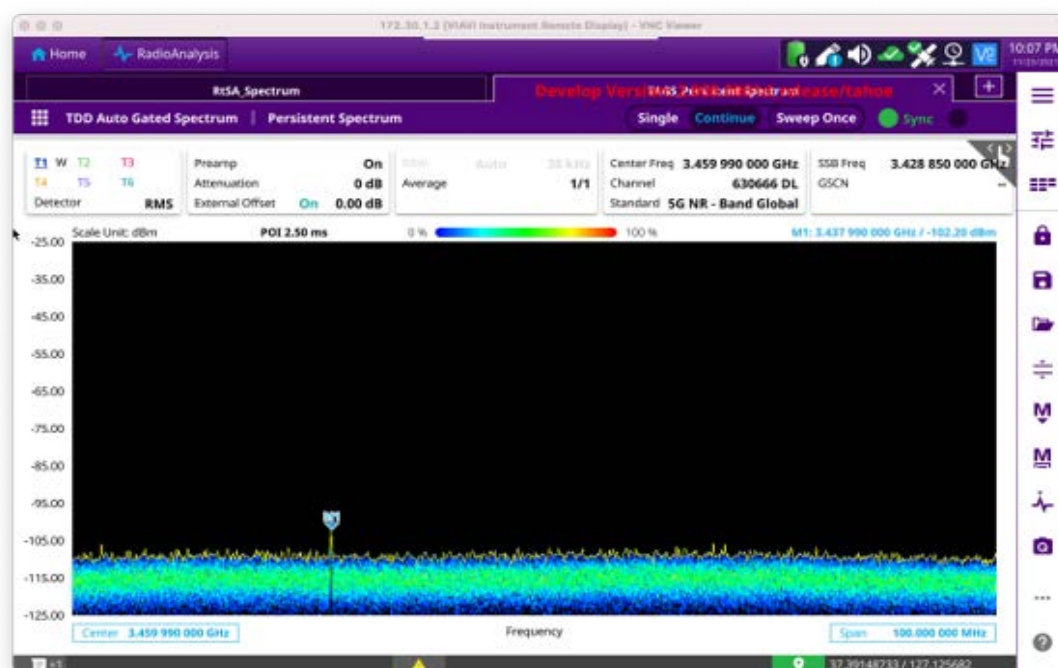 172.30.1.2 (VIAVI Instrument Remote Display) - VNC Viewer
Home RadioAnalysis
10:07 PM
RtSA_Spectrum
Develop Vers
TDD Auto Gated Spectrum | Persistent Spectrum Single Continue Sweep Once Sync
T1 W T2 T3
T4 T5 T6
Detector RMS
Preamp On
Attenuation 0 dB
External Offset On 0.00 dB
Auto
Average 1/1
Center Freq 3.459 990 000 GHz
Channel 630666 DL
Standard 5G NR - Band Global
SSB Freq 3.428 850 000 GHz
GSCN --
Scale Unit: dBm POI 2.50 ms 0 % 100 % M1: 3.437 990 000 GHz / -102.20 dBm
-25.00
-35.00
-45.00
-55.00
-65.00
-75.00
-85.00
-95.00
-105.00
-115.00
-125.00
Center 3.459 990 000 GHz Frequency Span 100.000 000 MHz
37.39148233 / 127.125682